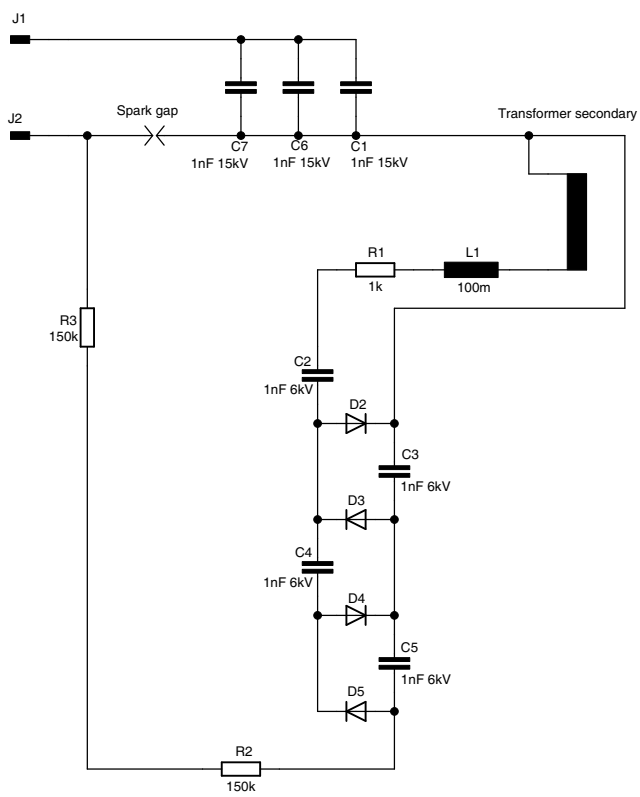 J1
J2
Spark gap
Transformer secondary
C7
C6
C1
1nF 15kV
1nF 15kV
1nF 15kV
R1
L1
1k
100m
R3
150k
C2
1nF 6kV
D2
C3
1nF 6kV
D3
C4
1nF 6kV
D4
C5
1nF 6kV
D5
R2
150k